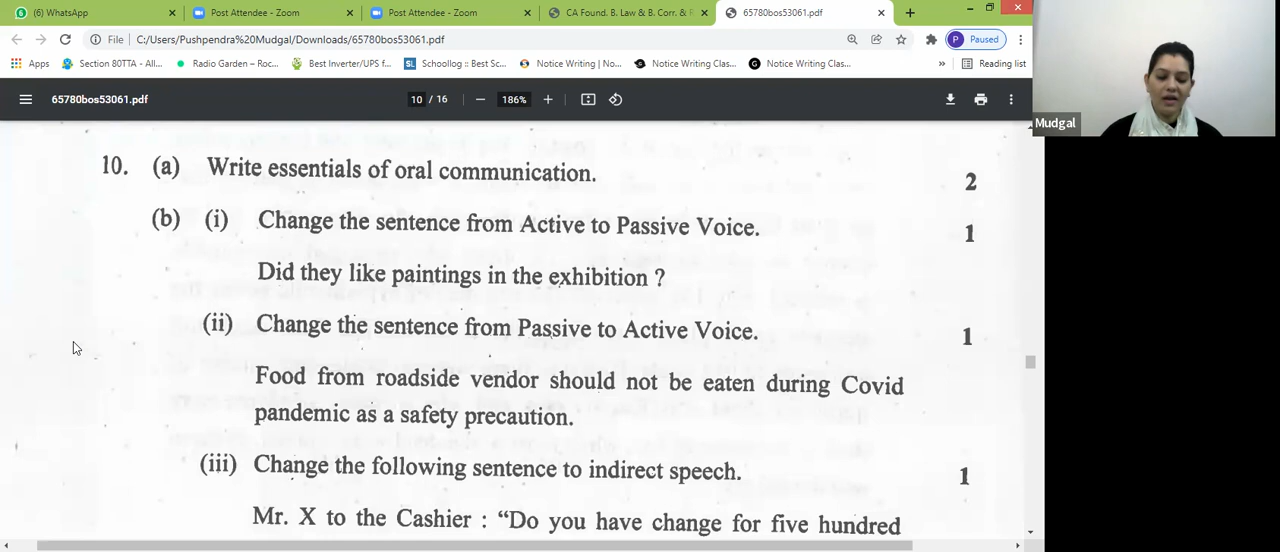 (6) WhatsApp
Post Attendee - Zoom
Post Attendee - Zoom
CA Found. B. Law & B. Corr. & R
65780bos53061.pdf
File
C:/Users/Pushpendra%20Mudgal/Downloads/65780bos53061.pdf
P Paused
Apps
Section 80TTA - All...
Radio Garden – Roc...
Best Inverter/UPS f...
SL Schoollog :: Best Sc...
Notice Writing | No...
Notice Writing Clas...
G Notice Writing Clas...
»
Reading list
65780bos53061.pdf
10 / 16
— 186% +
Mudgal
10. (a) Write essentials of oral communication. 2
(b) (i) Change the sentence from Active to Passive Voice. 1
Did they like paintings in the exhibition ?
(ii) Change the sentence from Passive to Active Voice. 1
Food from roadside vendor should not be eaten during Covid
pandemic as a safety precaution.
(iii) Change the following sentence to indirect speech. 1
Mr. X to the Cashier : “Do you have change for five hundred